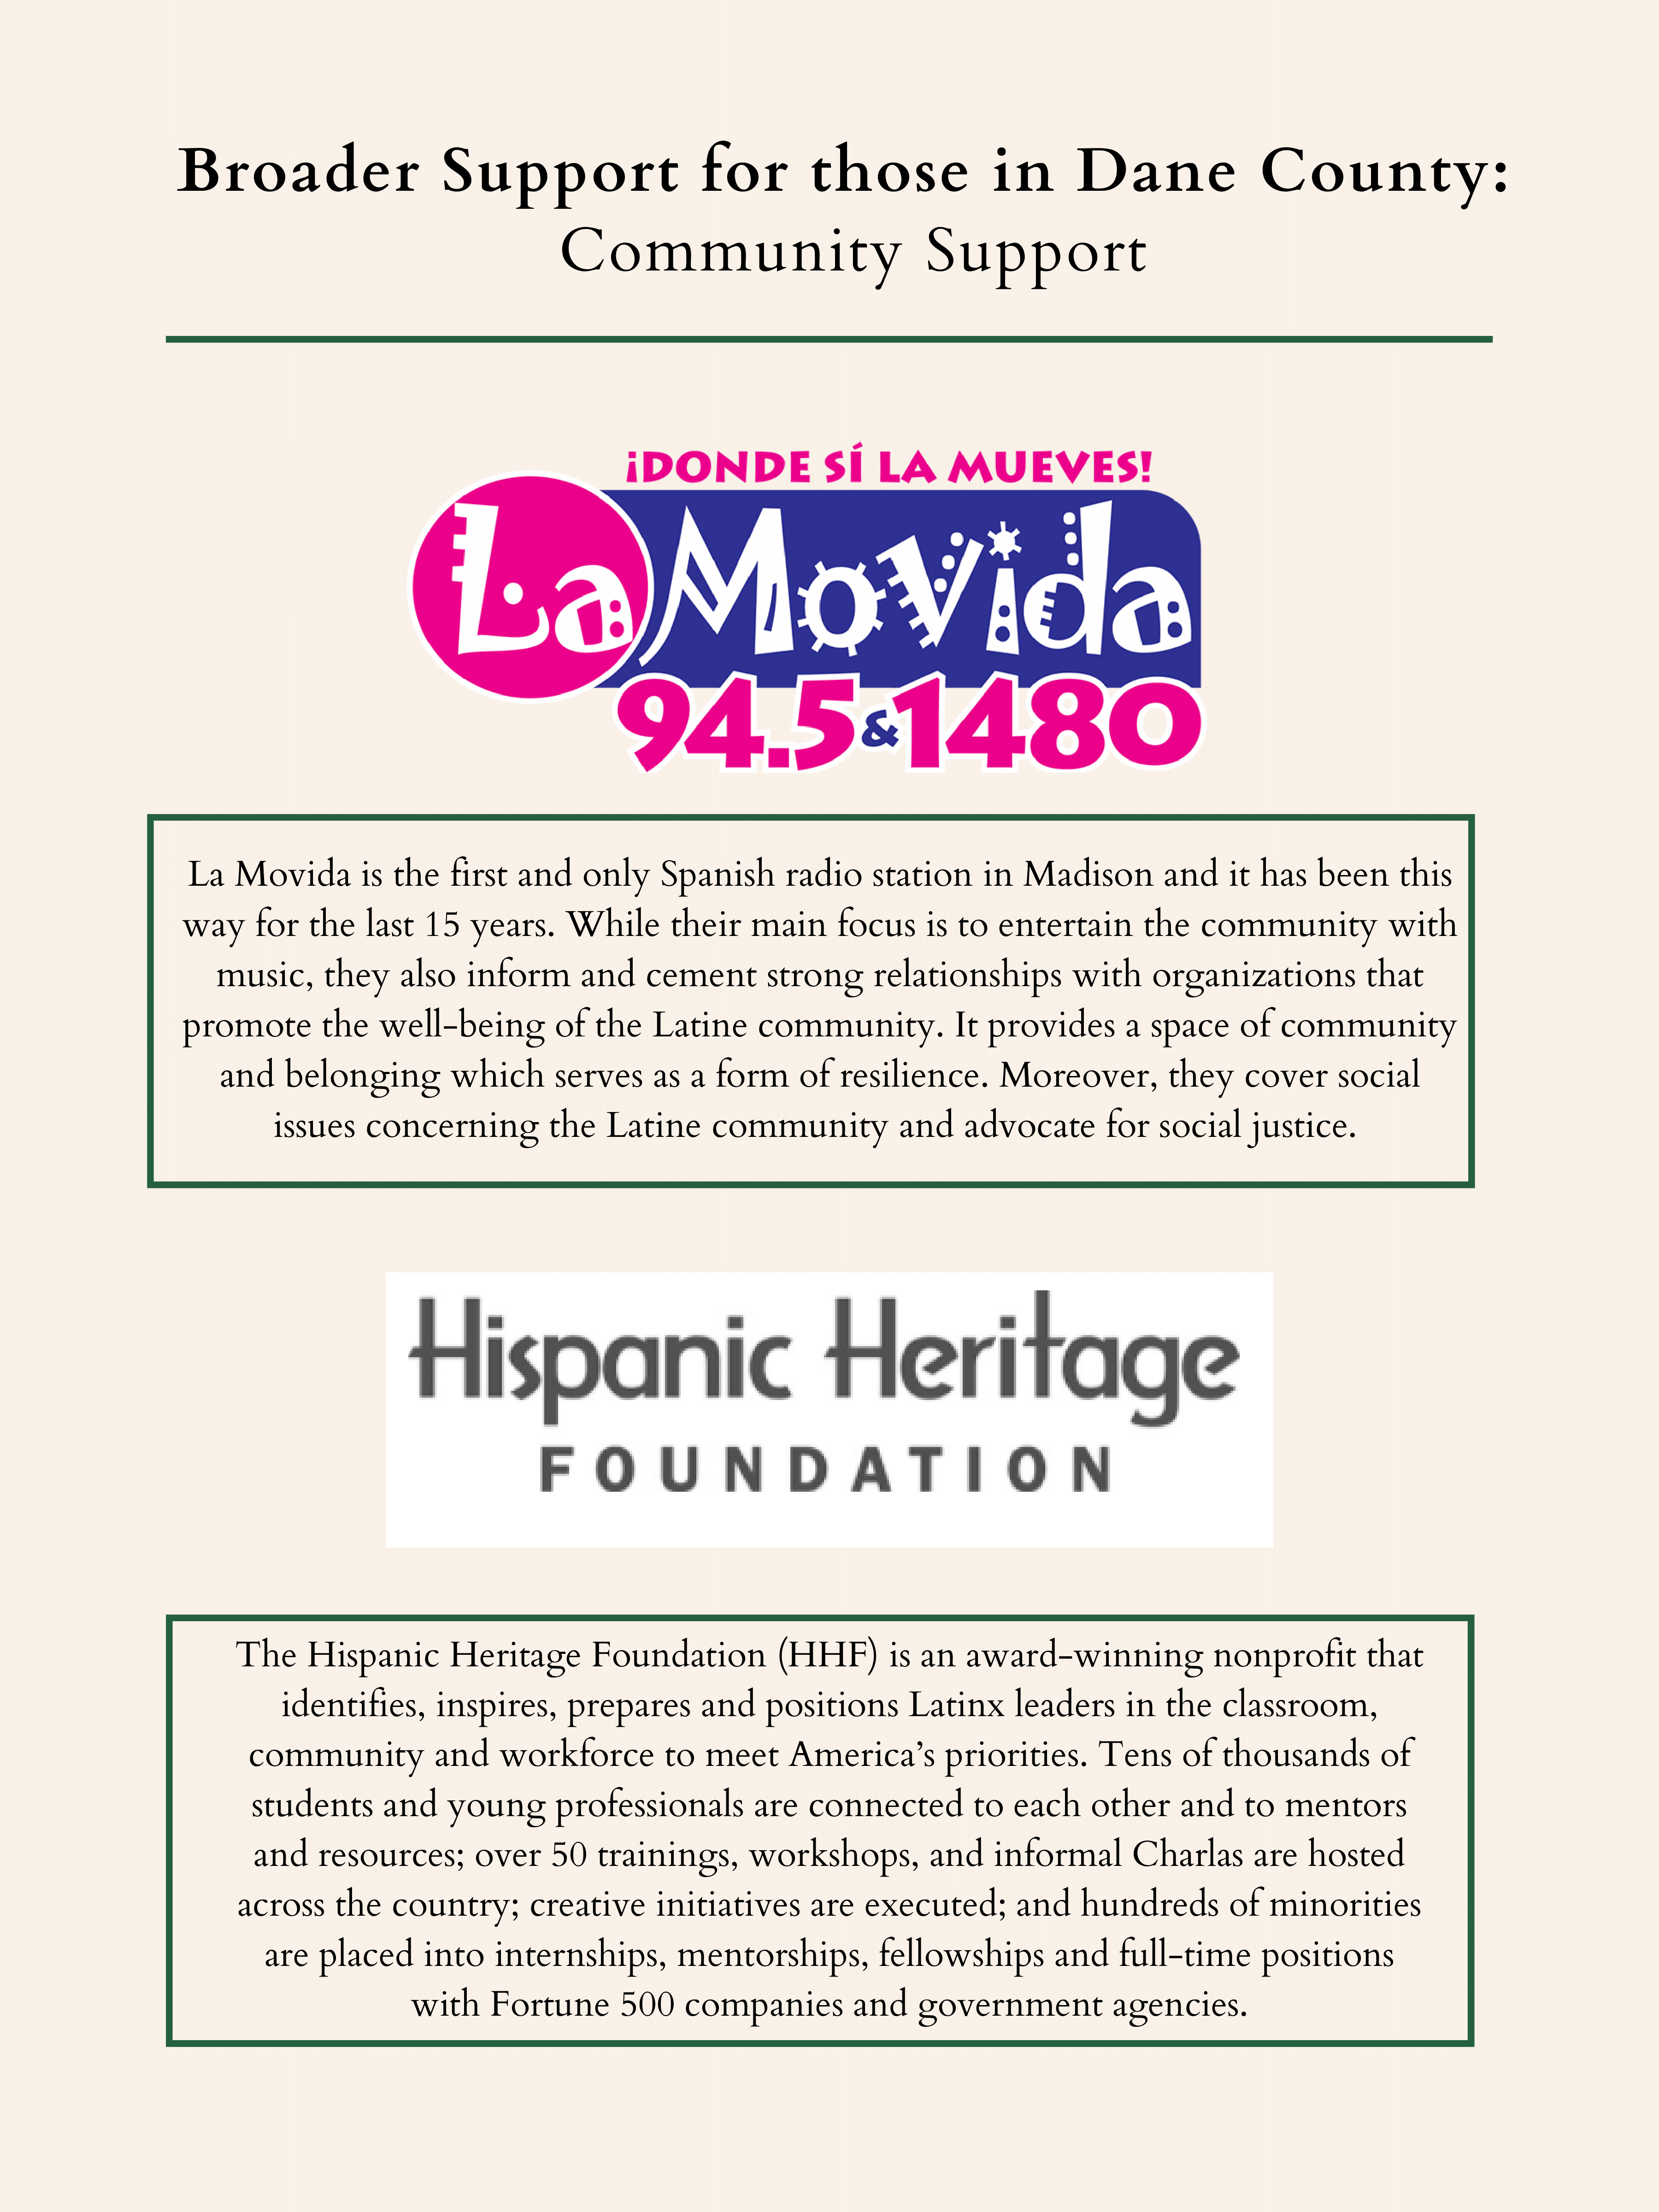 Broader Support for those in Dane County:
Community Support
¡DONDE SÍ LA MUEVES!
La Movida
94.5 & 1480
La Movida is the first and only Spanish radio station in Madison and it has been this
way for the last 15 years. While their main focus is to entertain the community with
music, they also inform and cement strong relationships with organizations that
promote the well-being of the Latine community. It provides a space of community
and belonging which serves as a form of resilience. Moreover, they cover social
issues concerning the Latine community and advocate for social justice.
Hispanic Heritage
FOUNDATION
The Hispanic Heritage Foundation (HHF) is an award-winning nonprofit that
identifies, inspires, prepares and positions Latinx leaders in the classroom,
community and workforce to meet America’s priorities. Tens of thousands of
students and young professionals are connected to each other and to mentors
and resources; over 50 trainings, workshops, and informal Charlas are hosted
across the country; creative initiatives are executed; and hundreds of minorities
are placed into internships, mentorships, fellowships and full-time positions
with Fortune 500 companies and government agencies.